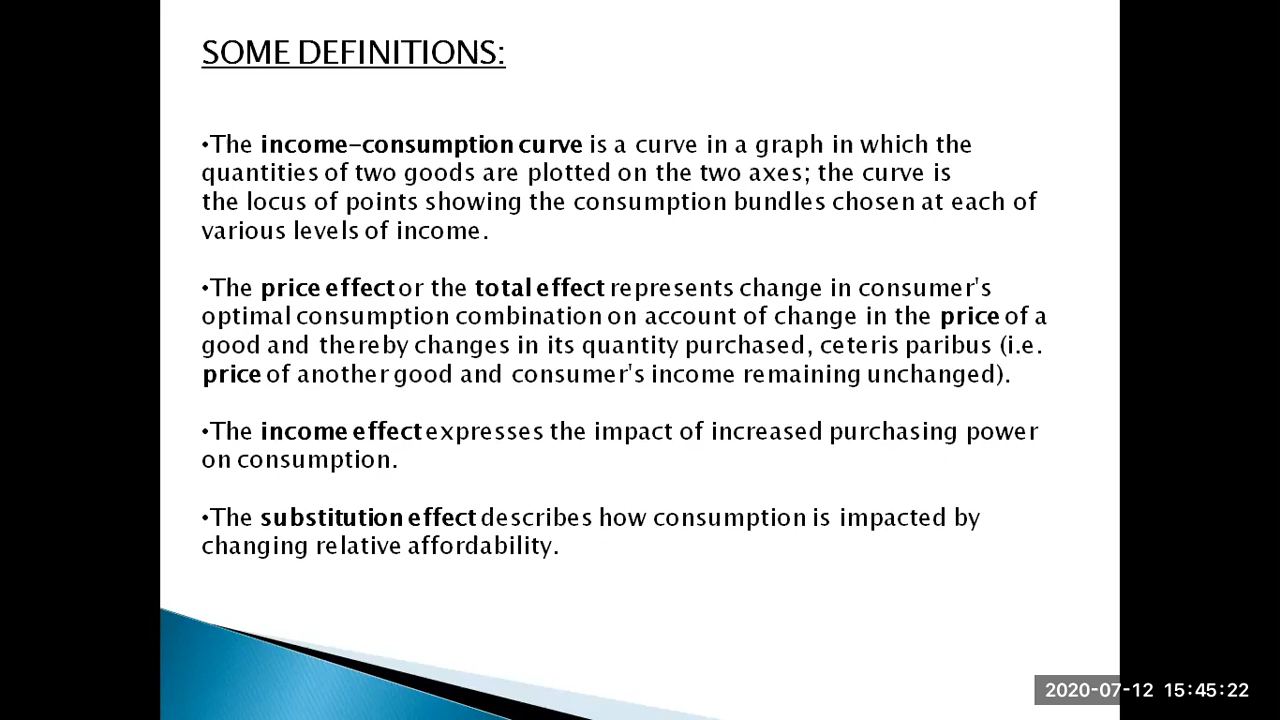 SOME DEFINITIONS:
•The income-consumption curve is a curve in a graph in which the
quantities of two goods are plotted on the two axes; the curve is
the locus of points showing the consumption bundles chosen at each of
various levels of income.
•The price effect or the total effect represents change in consumer's
optimal consumption combination on account of change in the price of a
good and thereby changes in its quantity purchased, ceteris paribus (i.e.
price of another good and consumer's income remaining unchanged).
•The income effect expresses the impact of increased purchasing power
on consumption.
•The substitution effect describes how consumption is impacted by
changing relative affordability.
2020-07-12 15:45:22